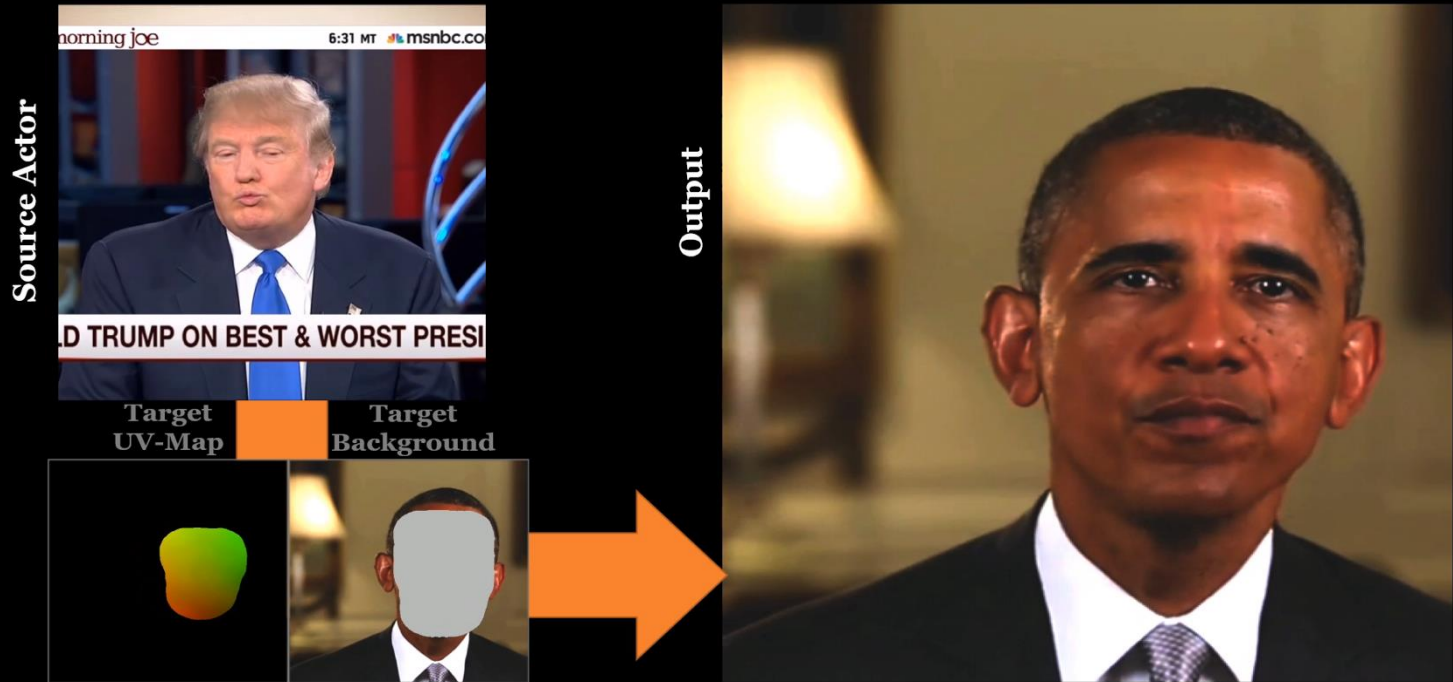 Source Actor
morning joe
6:31 MT msnbc.co
LD TRUMP ON BEST & WORST PRESI
Target
UV-Map
Target
Background
Output